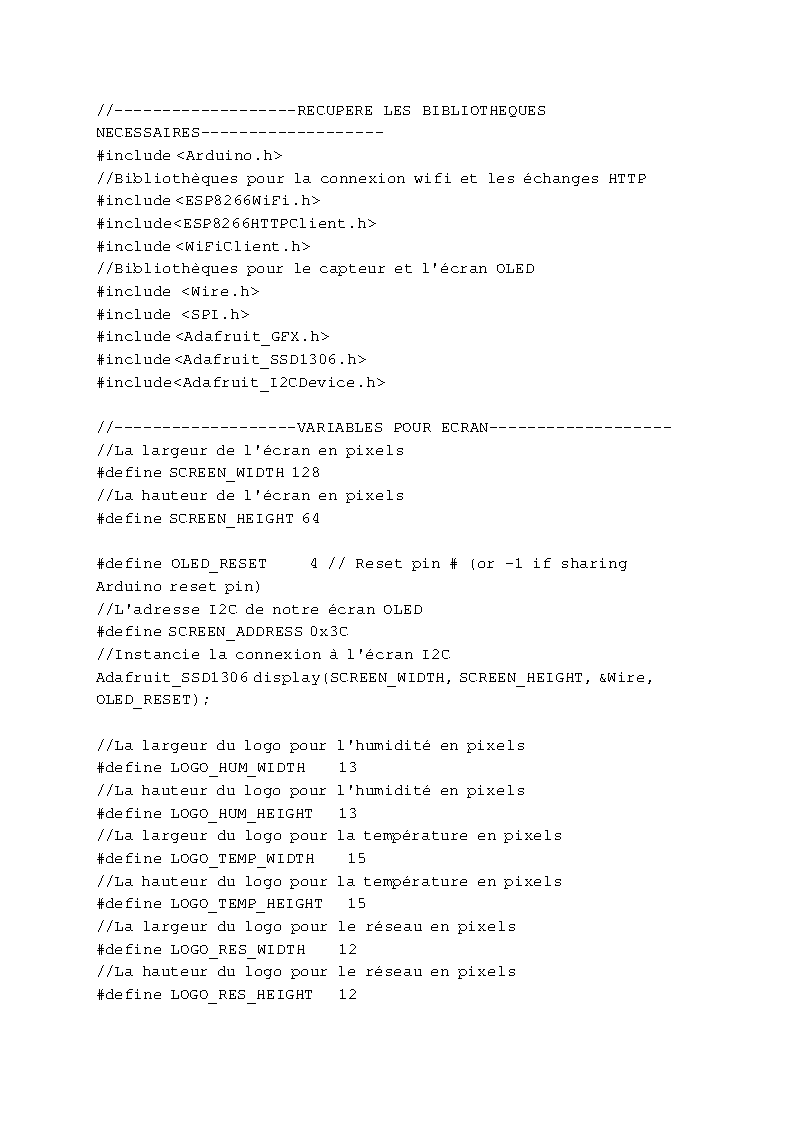 //-------------------RECUPERE LES BIBLIOTHEQUES
NECESSAIRES-------------------
#include <Arduino.h>
//Bibliothèques pour la connexion wifi et les échanges HTTP
#include <ESP8266WiFi.h>
#include<ESP8266HTTPClient.h>
#include<WiFiClient.h>
//Bibliothèques pour le capteur et l'écran OLED
#include <Wire.h>
#include <SPI.h>
#include <Adafruit_GFX.h>
#include<Adafruit_SSD1306.h>
#include<Adafruit_I2CDevice.h>
//-------------------VARIABLES POUR ECRAN-------------------
//La largeur de l'écran en pixels
#define SCREEN_WIDTH 128
//La hauteur de l'écran en pixels
#define SCREEN_HEIGHT 64
#define OLED_RESET     4 // Reset pin # (or -1 if sharing
Arduino reset pin)
//L'adresse I2C de notre écran OLED
#define SCREEN_ADDRESS 0x3C
//Instancie la connexion à l'écran I2C
Adafruit_SSD1306 display(SCREEN_WIDTH, SCREEN_HEIGHT, &Wire,
OLED_RESET);
//La largeur du logo pour l'humidité en pixels
#define LOGO_HUM_WIDTH    13
//La hauteur du logo pour l'humidité en pixels
#define LOGO_HUM_HEIGHT   13
//La largeur du logo pour la température en pixels
#define LOGO_TEMP_WIDTH    15
//La hauteur du logo pour la température en pixels
#define LOGO_TEMP_HEIGHT   15
//La largeur du logo pour le réseau en pixels
#define LOGO_RES_WIDTH    12
//La hauteur du logo pour le réseau en pixels
#define LOGO_RES_HEIGHT   12